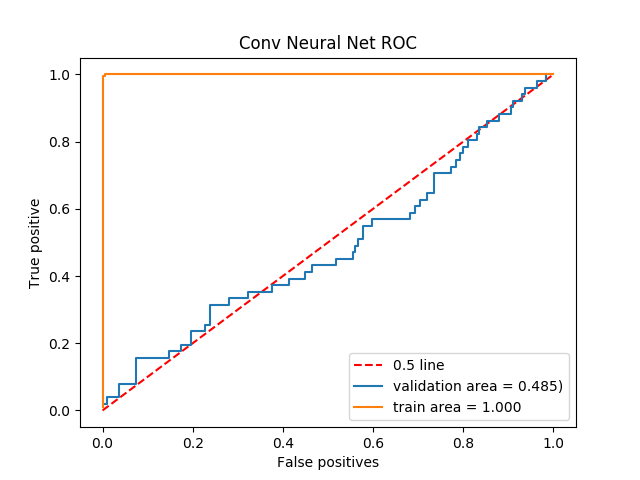 Conv Neural Net ROC
True positive
1.0
0.8
0.6
0.4
0.2
0.0
0.5 line
validation area = 0.485)
train area = 1.000
0.0 0.2 0.4 0.6 0.8 1.0
False positives